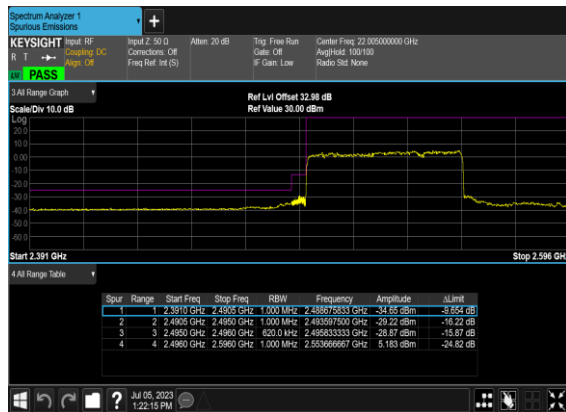 Spectrum Analyzer 1
Spurious Emissions
+
KEYSIGHT Input: RF Input Z: 50 Ω Atten: 20 dB Trig: Free Run Center Freq: 22.005000000 GHz
R T Coupling: DC Corrections: Off Gate: Off Avg|Hold: 100/100
Align: Off Freq Ref: Int (S) IF Gain: Low Radio Std: None
LW PASS
3 All Range Graph
Ref Lvl Offset 32.98 dB
Scale/Div 10.0 dB Ref Value 30.00 dBm
Log
20.0
10.0
0.00
-10.0
-20.0
-30.0
-40.0
-50.0
-60.0
Start 2.391 GHz Stop 2.596 GH
4 All Range Table
Spur Range Start Freq Stop Freq RBW Frequency Amplitude ΔLimit
1 1 2.3910 GHz 2.4905 GHz 1.000 MHz 2.488675833 GHz -34.65 dBm -9.654 dB
2 2 2.4905 GHz 2.4950 GHz 1.000 MHz 2.493597500 GHz -29.22 dBm -16.22 dB
3 3 2.4950 GHz 2.4960 GHz 620.0 kHz 2.495833333 GHz -28.87 dBm -15.87 dB
4 4 2.4960 GHz 2.5960 GHz 1.000 MHz 2.553666667 GHz 5.183 dBm -24.82 dB
? Jul 05, 2023
1:22:15 PM